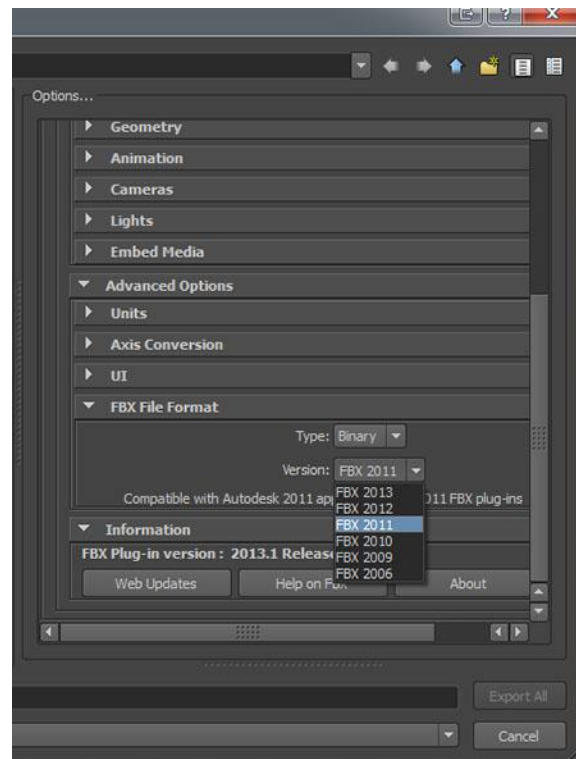 Options...
Geometry
Animation
Cameras
Lights
Embed Media
Advanced Options
Units
Axis Conversion
UI
FBX File Format
Type: Binary
Version: FBX 2011
Compatible with Autodesk 2011 app 011 FBX plug-ins
FBX 2013
FBX 2012
FBX 2011
FBX 2010
FBX 2009
FBX 2006
Information
FBX Plug-in version : 2013.1 Release
Web Updates
Help on F
About
Export All
Cancel